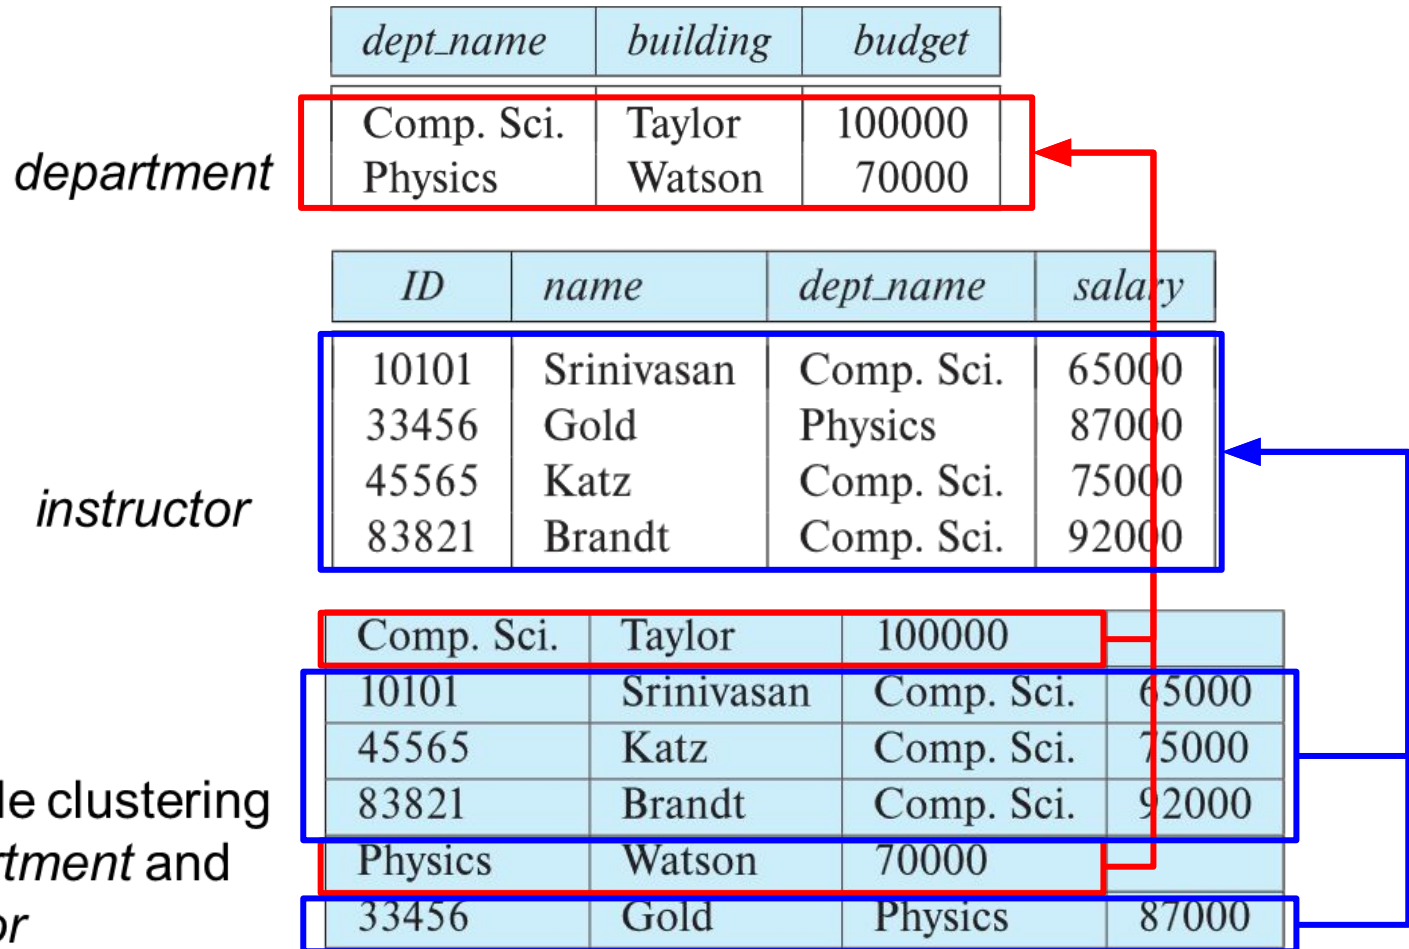 dept_name building budget
Comp. Sci. Taylor 100000
department
Physics Watson 70000
ID name dept_name salary
10101 Srinivasan Comp. Sci. 65000
33456 Gold Physics 87000
45565 Katz Comp. Sci. 75000
instructor
83821 Brandt Comp. Sci. 92000
Comp. Sci. Taylor 100000
10101 Srinivasan Comp. Sci. 65000
45565 Katz Comp. Sci. 75000
le clustering
83821 Brandt Comp. Sci. 92000
rtment and
Physics Watson 70000
or
33456 Gold Physics 87000